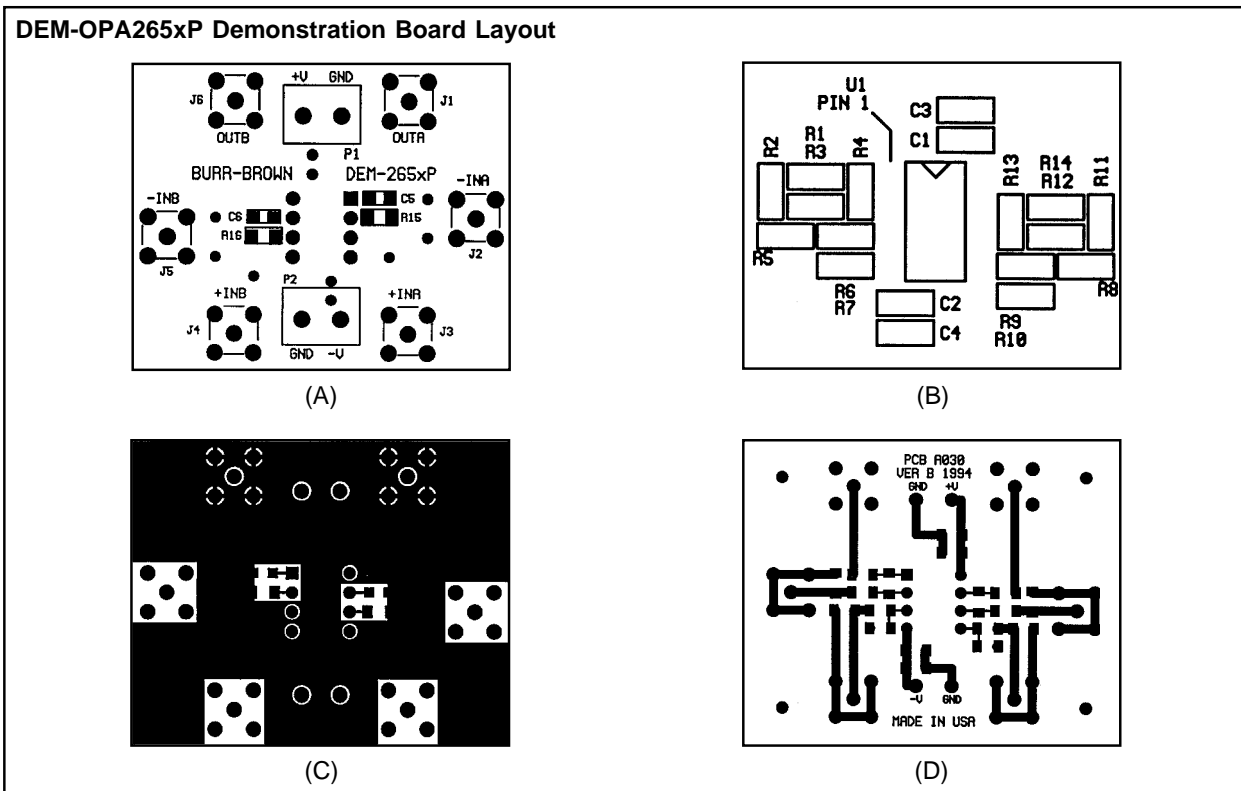 DEM-OPA265xP Demonstration Board Layout
+V GND
J6
J1
OUTB
OUTA
P1
BURR-BROWN
DEM-265xP
-INB
-INA
C5
C6
R15
R16
J5
J2
P2
+INB
+INA
J4
J3
GND -V
(A)
U1
PIN 1
C3
C1
R2
R1
R3
R4
R13
R14
R12
R11
R5
R6
R7
R8
R9
R10
C2
C4
(B)
(C)
PCB A030
VER B 1994
GND +V
-V GND
MADE IN USA
(D)